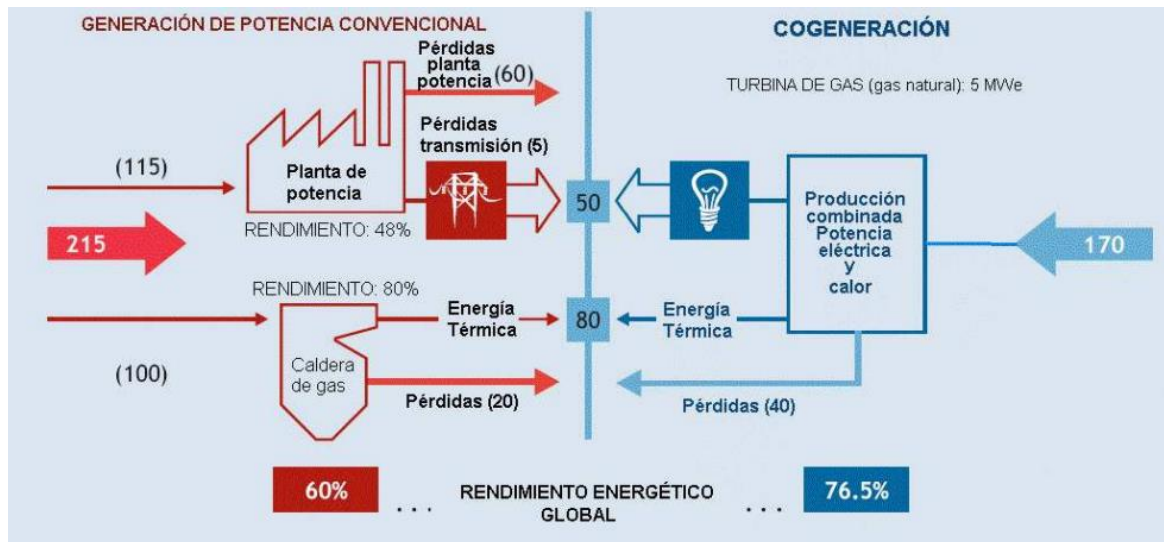 GENERACIÓN DE POTENCIA CONVENCIONAL
Pérdidas
planta
potencia (60)
Pérdidas
transmisión (5)
(115)
Planta de
potencia
RENDIMIENTO: 48%
215
RENDIMIENTO: 80%
Energía
Térmica
Caldera
de gas
(100)
Pérdidas (20)
50
80
COGENERACIÓN
TURBINA DE GAS (gas natural): 5 MWe
Producción
combinada
Potencia
eléctrica
y
calor
170
Energía
Térmica
Pérdidas (40)
60%
... RENDIMIENTO ENERGÉTICO ...
GLOBAL
76.5%